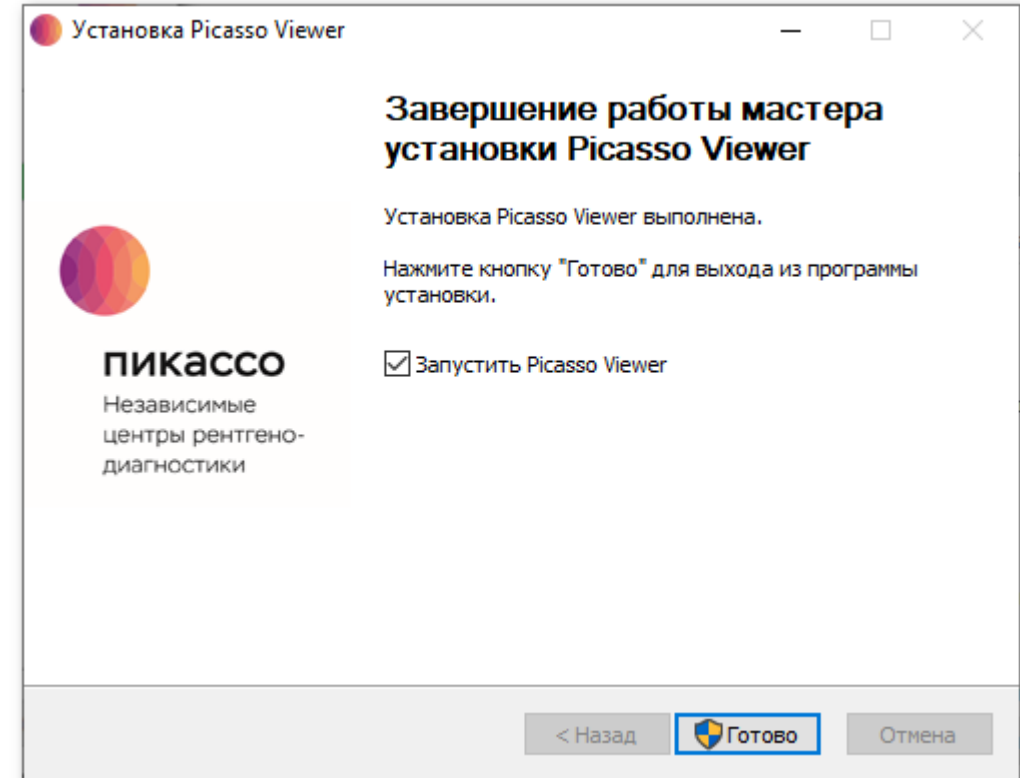 Установка Picasso Viewer
Завершение работы мастера
установки Picasso Viewer
Установка Picasso Viewer выполнена.
Нажмите кнопку "Готово" для выхода из программы
установки.
Запустить Picasso Viewer
пикассо
Независимые
центры рентгено-
диагностики
< Назад
Готово
Отмена